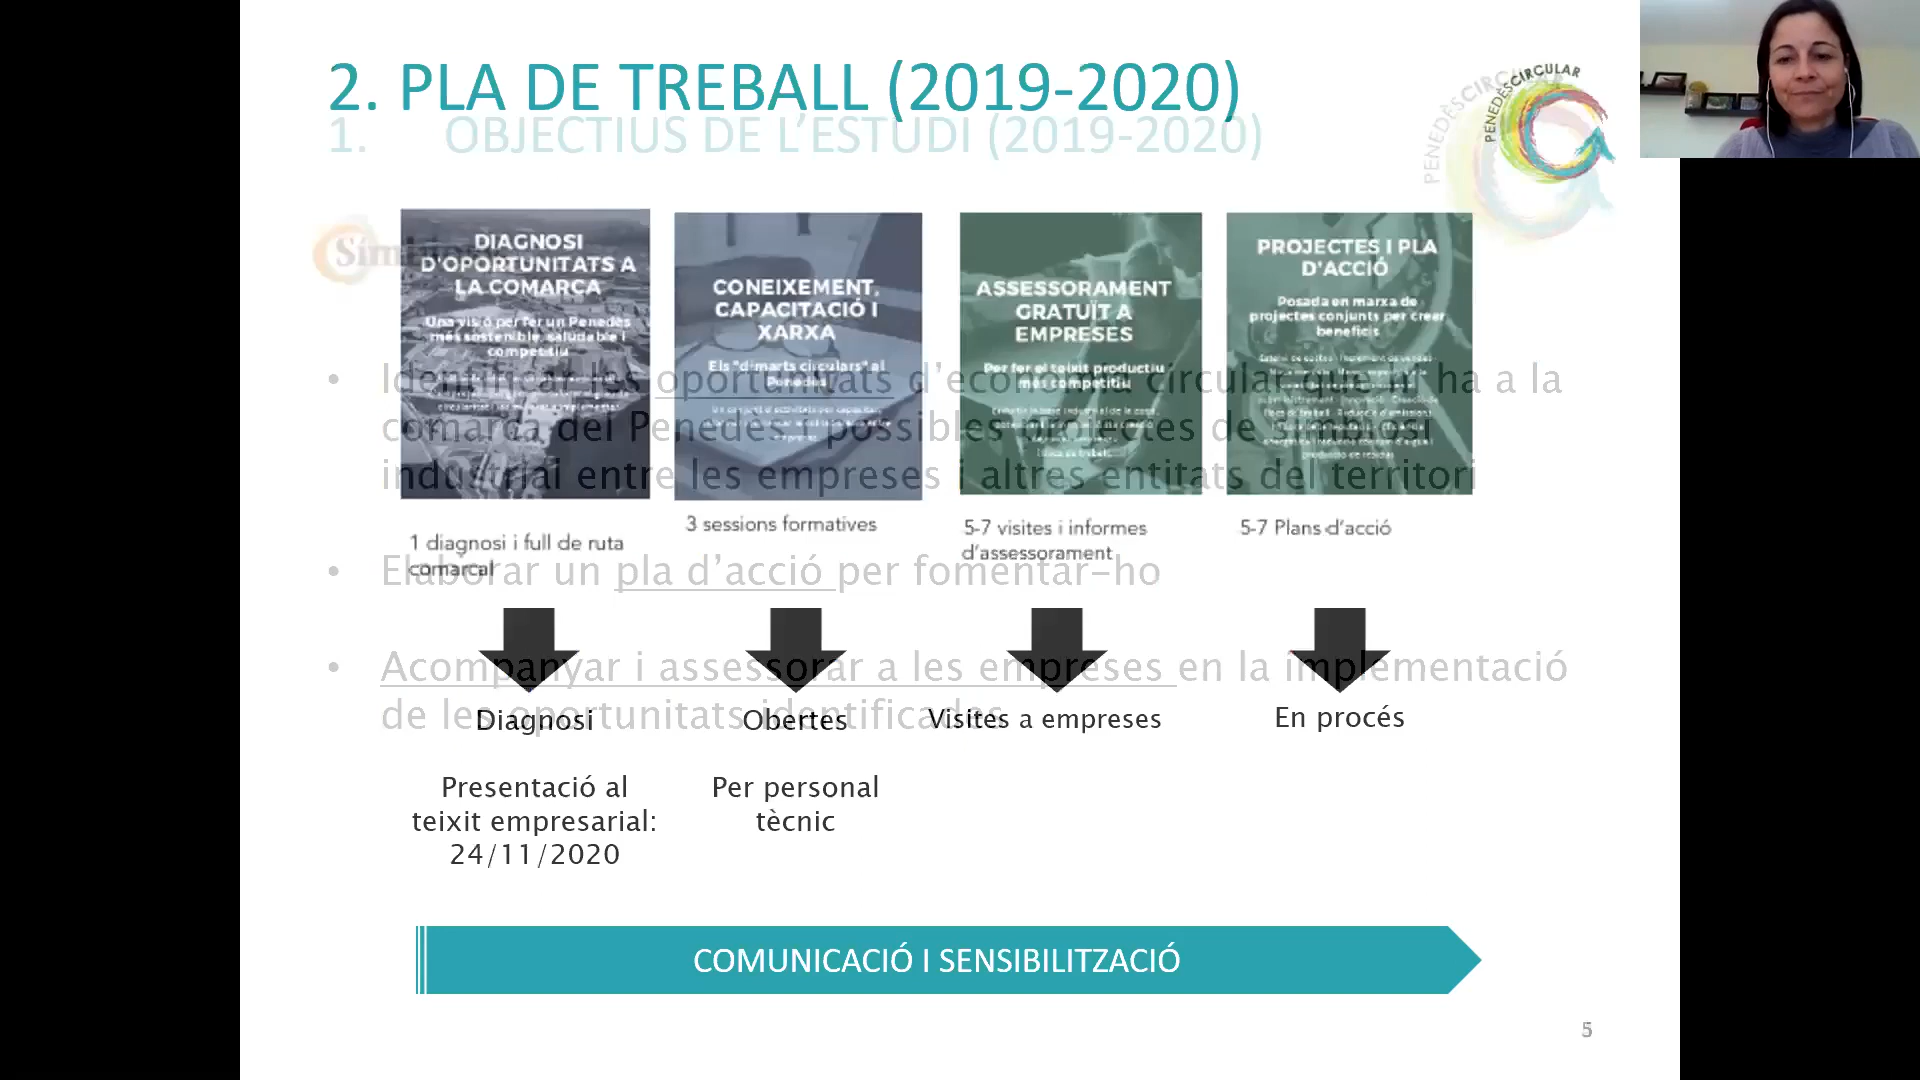 2. PLA DE TREBALL (2019-2020)
1. OBJECTIUS DE L'ESTUDI (2019-2020)
PENEDÈSCIRCULAR
PENEDÈSCIRCULAR
DIAGNOSI
D'OPORTUNITATS A
LA COMARCA
Una visió per fer un Penedès
més sostenible, saludable i
competitiu
CONEIXEMENT,
CAPACITACIÓ I
XARXA
Els "dimarts circulars" al
Penedès
ASSESSORAMENT
GRATUÏT A
EMPRESES
Per fer el teixit productiu
més competitiu
PROJECTES I PLA
D'ACCIÓ
Posada en marxa de
projectes conjunts per crear
beneficis
• Identificar les oportunitats d'economia circular que hi ha a la
comarca del Penedès i possibles projectes de simbiosi
industrial entre les empreses i altres entitats del territori
1 diagnosi i full de ruta
comarcal
3 sessions formatives
5-7 visites i informes
d'assessorament
5-7 Plans d'acció
• Elaborar un pla d'acció per fomentar-ho
• Acompanyar i assessorar a les empreses en la implementació
de les oportunitats identificades
Diagnosi
Obertes
Visites a empreses
En procés
Presentació al
teixit empresarial:
24/11/2020
Per personal
tècnic
COMUNICACIÓ I SENSIBILITZACIÓ
5